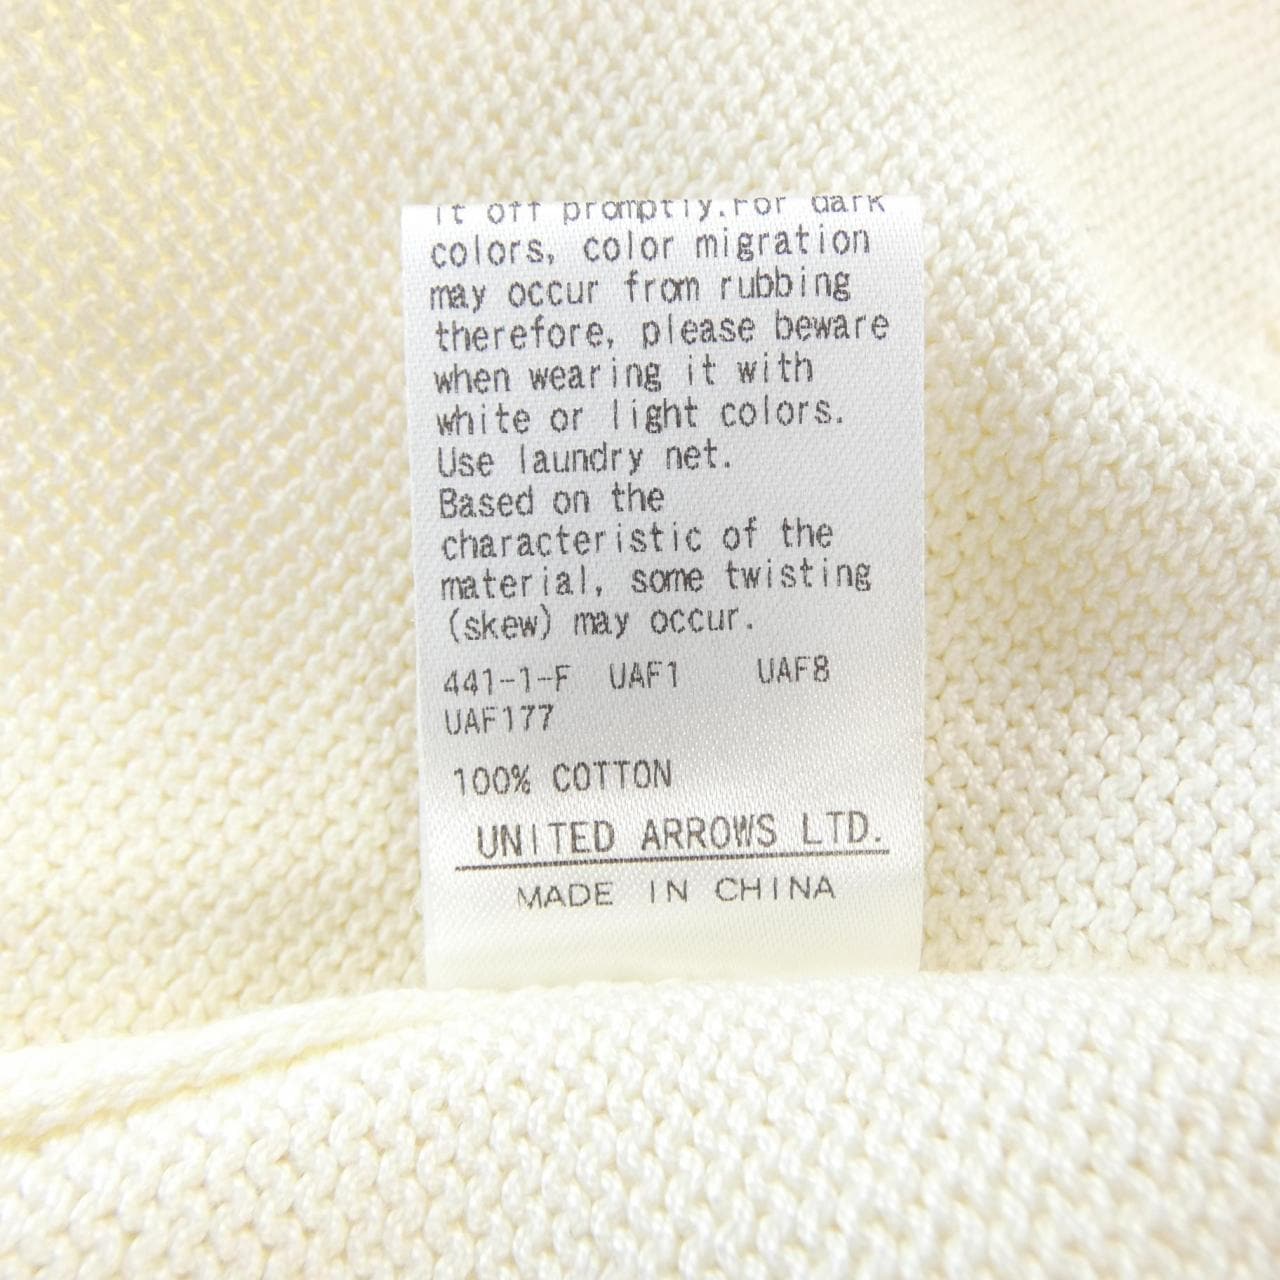 it off promptly.For dark
colors, color migration
may occur from rubbing
therefore, please beware
when wearing it with
white or light colors.
Use laundry net.
Based on the
characteristic of the
material, some twisting
(skew) may occur.
441-1-F UAF1 UAF8
UAF177
100% COTTON
UNITED ARROWS LTD.
MADE IN CHINA